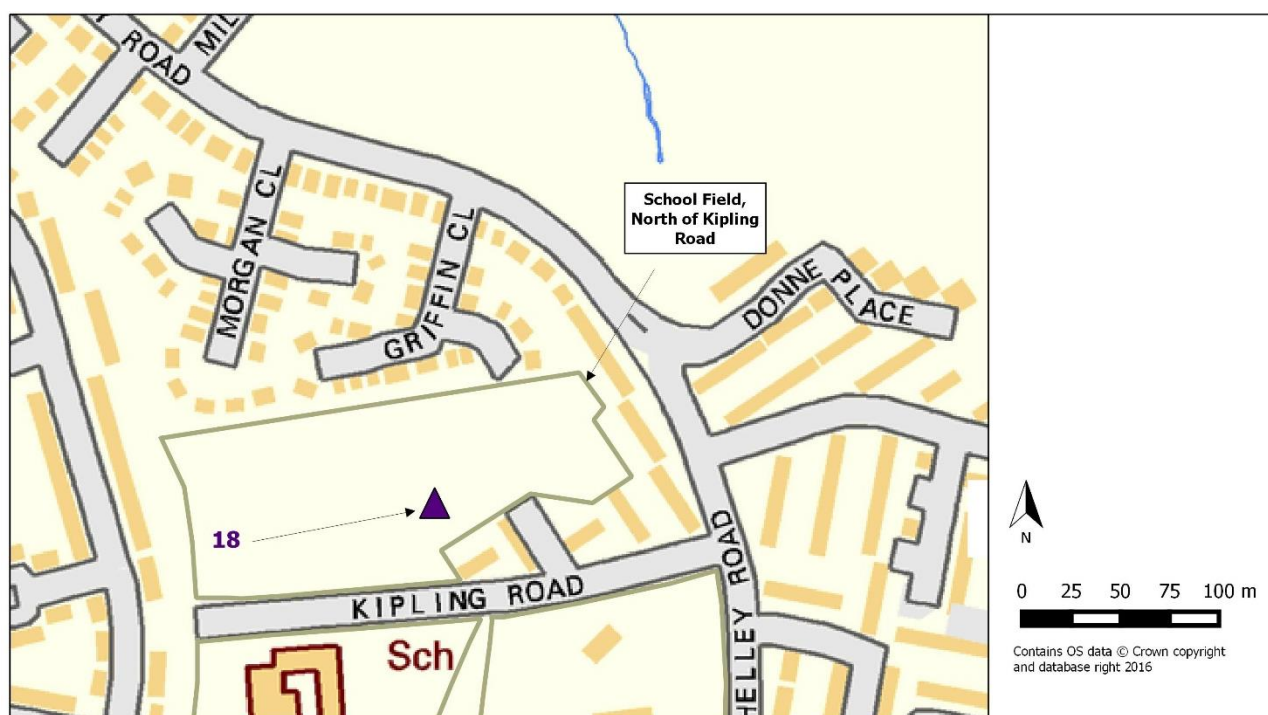 ROAD
MIL
MORGAN CL
GRIFFIN CL
School Field,
North of Kipling
Road
DONNE PLACE
18
KIPLING ROAD
HELLEY ROAD
Sch
N
0 25 50 75 100 m
Contains OS data © Crown copyright
and database right 2016